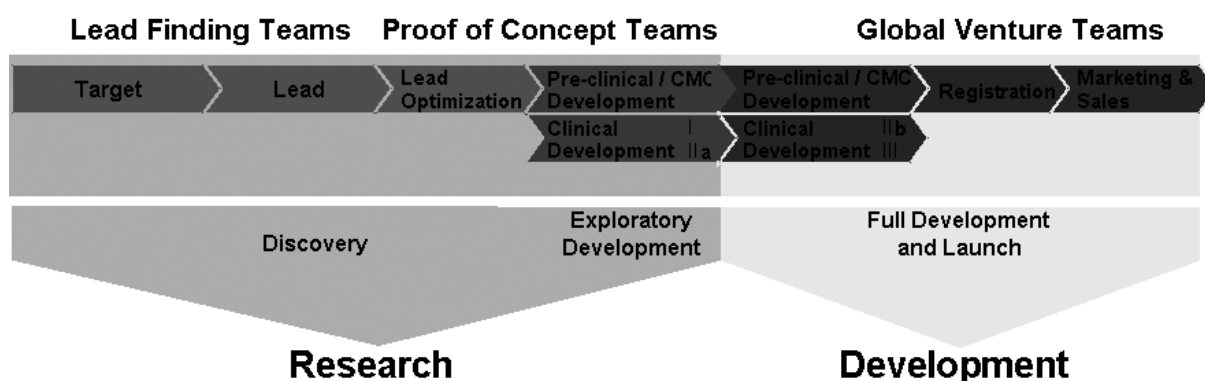 Lead Finding Teams Proof of Concept Teams Global Venture Teams
Target
Lead
Lead
Optimization
Pre-clinical / CMC
Development
Pre-clinical / CMC
Development
Registration
Marketing &
Sales
Clinical I
Development IIa
Clinical IIb
Development III
Discovery
Exploratory
Development
Full Development
and Launch
Research
Development